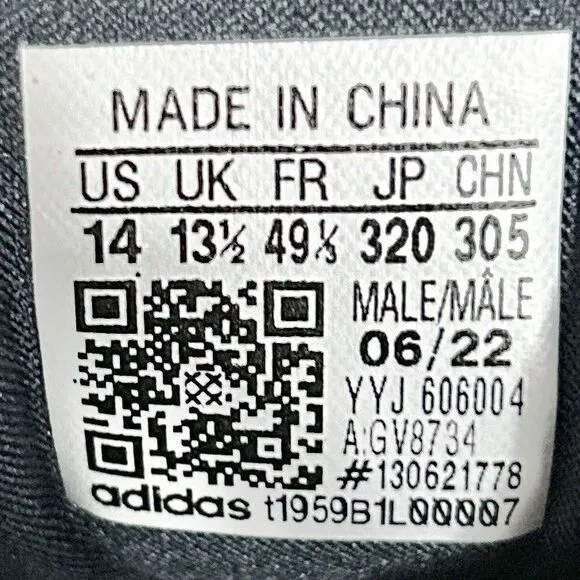 MADE IN CHINA
US UK FR JP CHN
14 13½ 49⅓ 320 305
MALE/MÂLE
06/22
YYJ 606004
A:GV8734
#130621778
adidas t1959B1L00007